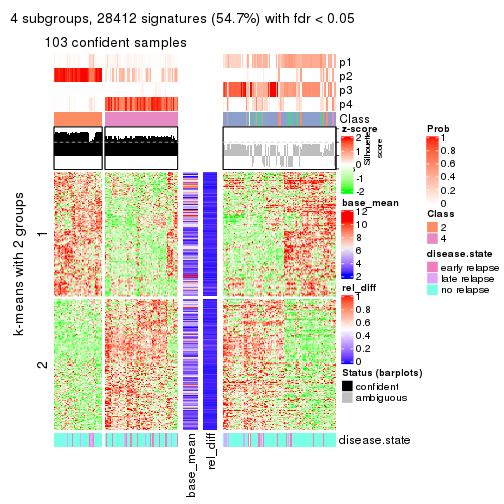 4 subgroups, 28412 signatures (54.7%) with fdr < 0.05
103 confident samples
p1
p2
p3
p4
Class
k-means with 2 groups
1
2
Silhouette score
z-score
2
1
0
-1
-2
base_mean
12
10
8
6
4
2
rel_diff
1
0.8
0.6
0.4
0.2
0
Status (barplots)
confident
ambiguous
Prob
1
0.8
0.6
0.4
0.2
0
Class
2
4
disease.state
early relapse
late relapse
no relapse
disease.state
base_mean
rel_diff